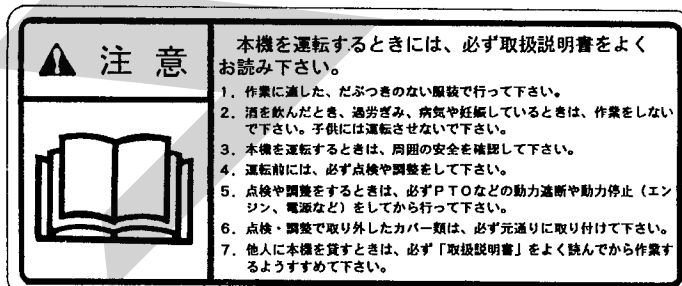 注 意
本機を運転するときには、必ず取扱説明書をよく
お読み下さい。
1．作業に適した、だぶつきのない服装で行って下さい。
2．酒を飲んだとき、過労ぎみ、病気や妊娠しているときは、作業をしない
で下さい。子供には運転させないで下さい。
3．本機を運転するときは、周囲の安全を確認して下さい。
4．運転前には、必ず点検や調整をして下さい。
5．点検や調整をするときは、必ずＰＴＯなどの動力遮断や動力停止（エン
ジン、電源など）をしてから行って下さい。
6．点検・調整で取り外したカバー類は、必ず元通りに取り付けて下さい。
7．他人に本機を貸すときは、必ず「取扱説明書」をよく読んでから作業す
るようすすめて下さい。